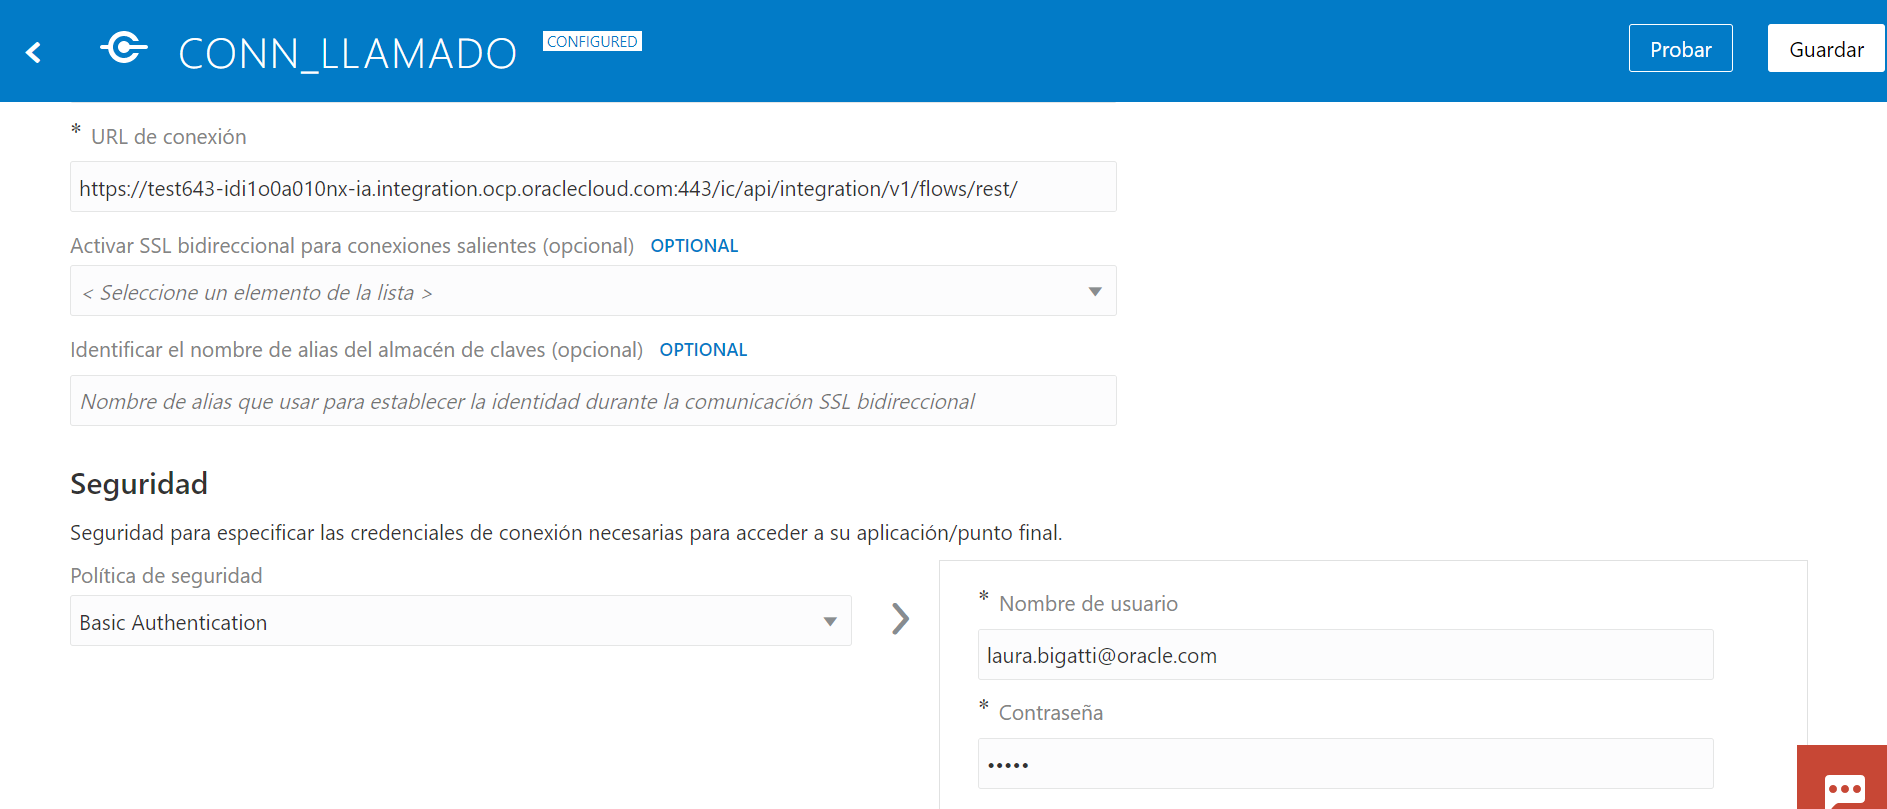 CONN_LLAMADO CONFIGURED
Probar Guardar
* URL de conexión
https://test643-idi1o0a010nx-ia.integration.ocp.oraclecloud.com:443/ic/api/integration/v1/flows/rest/
Activar SSL bidireccional para conexiones salientes (opcional) OPTIONAL
< Seleccione un elemento de la lista >
Identificar el nombre de alias del almacén de claves (opcional) OPTIONAL
Nombre de alias que usar para establecer la identidad durante la comunicación SSL bidireccional
Seguridad
Seguridad para especificar las credenciales de conexión necesarias para acceder a su aplicación/punto final.
Política de seguridad
Basic Authentication
* Nombre de usuario
laura.bigatti@oracle.com
* Contraseña
•••••